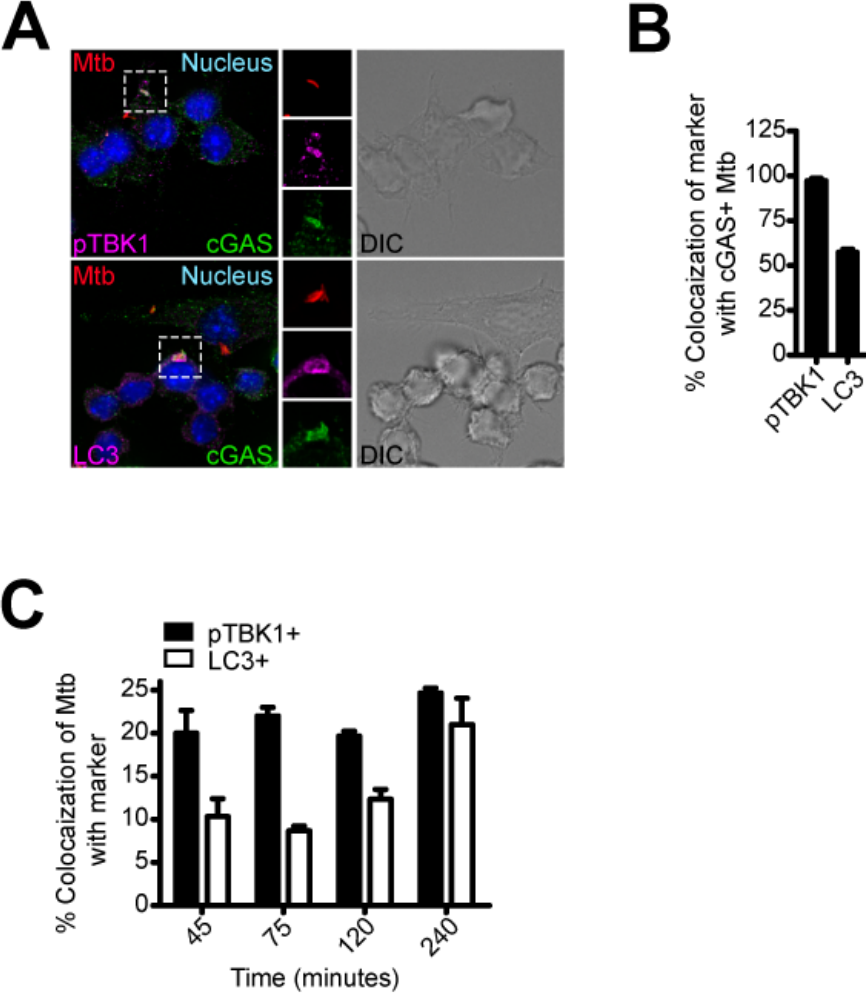 A
Mtb Nucleus
pTBK1 cGAS
DIC
Mtb Nucleus
LC3 cGAS
DIC
B
% Colocaization of marker
with cGAS+ Mtb
125
100
75
50
25
0
pTBK1
LC3
C
pTBK1+
LC3+
% Colocaization of Mtb
with marker
25
20
15
10
5
0
45
75
120
240
Time (minutes)